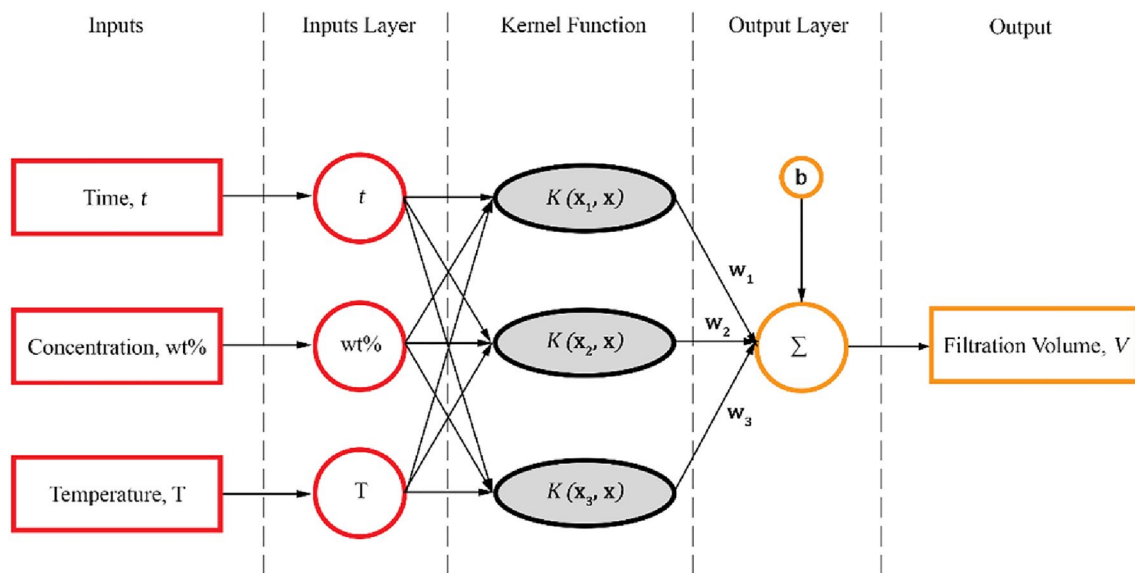 Inputs
Inputs Layer
Kernel Function
Output Layer
Output
Time, t
t
K(x₁, x)
b
w₁
Concentration, wt%
wt%
K(x₂, x)
w₂
Σ
Filtration Volume, V
w₃
Temperature, T
T
K(x₃, x)